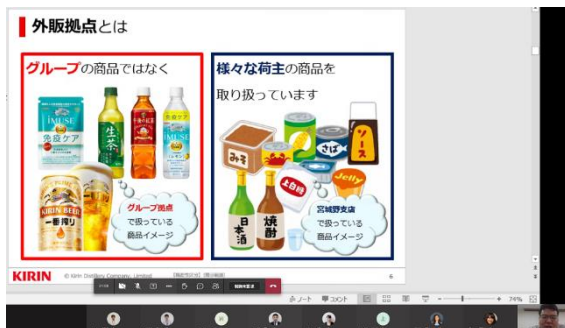 外販拠点とは
グループの商品ではなく
iMUSE
免疫ケア
生茶
午後の紅茶
iMUSE
KIRIN BEER
一番搾り
グループ拠点
で扱っている
商品イメージ
様々な荷主の商品を
取り扱っています
みそ
さば
ソース
上白糖
Jelly
日本酒
焼酎
宮城野支店
で扱っている
商品イメージ
KIRIN
© Kirin Distillery Company, Limited
6
ノート
コメント
74%